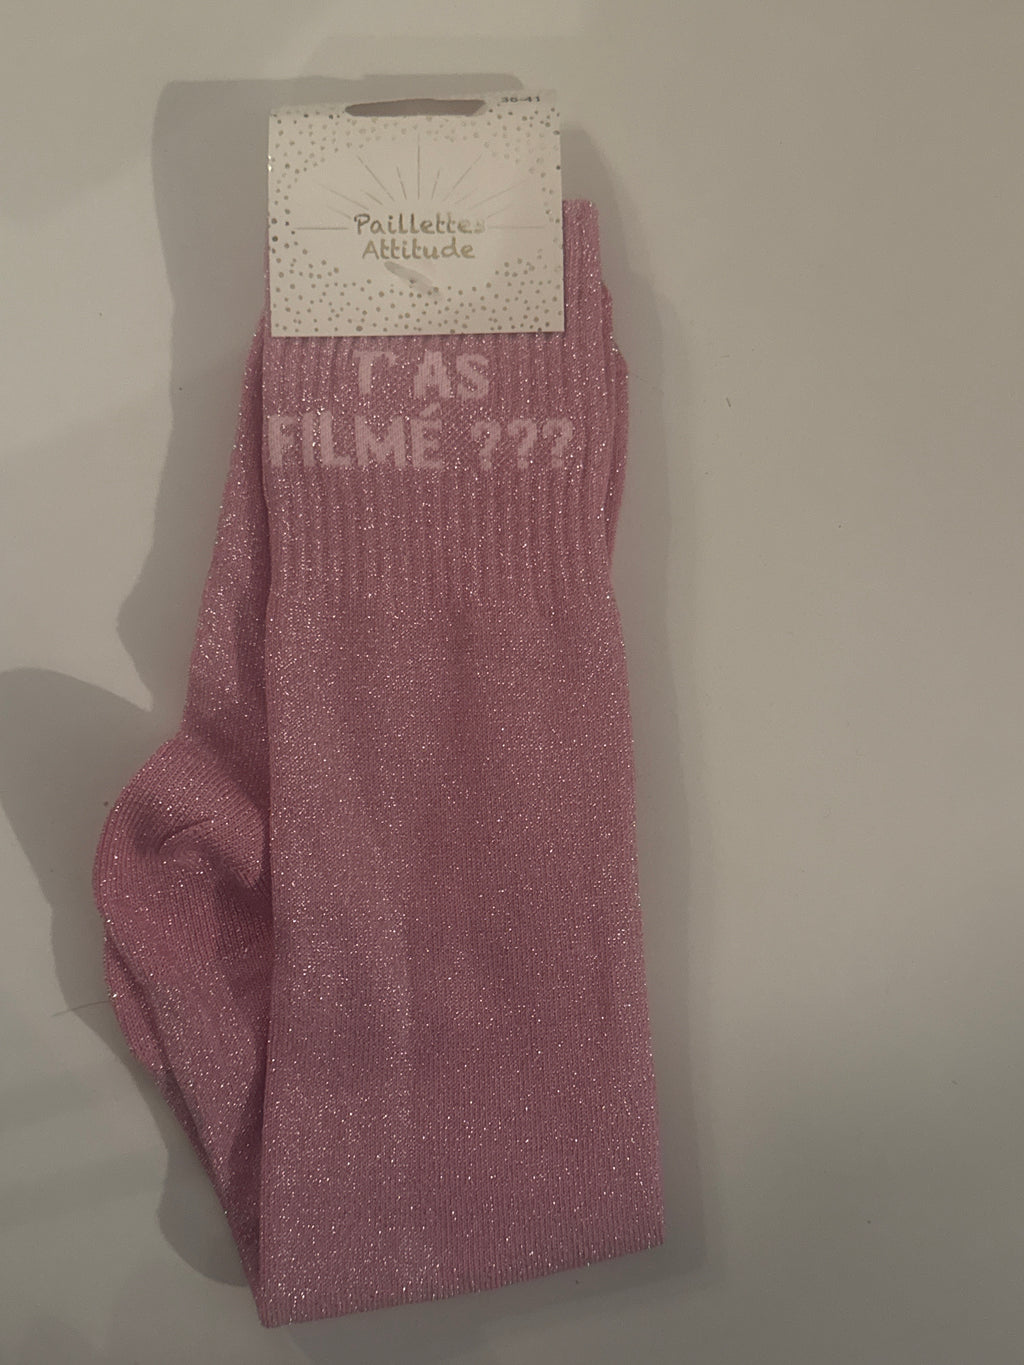 36-41
Paillettes
Attitude
T'AS
FILMÉ ???